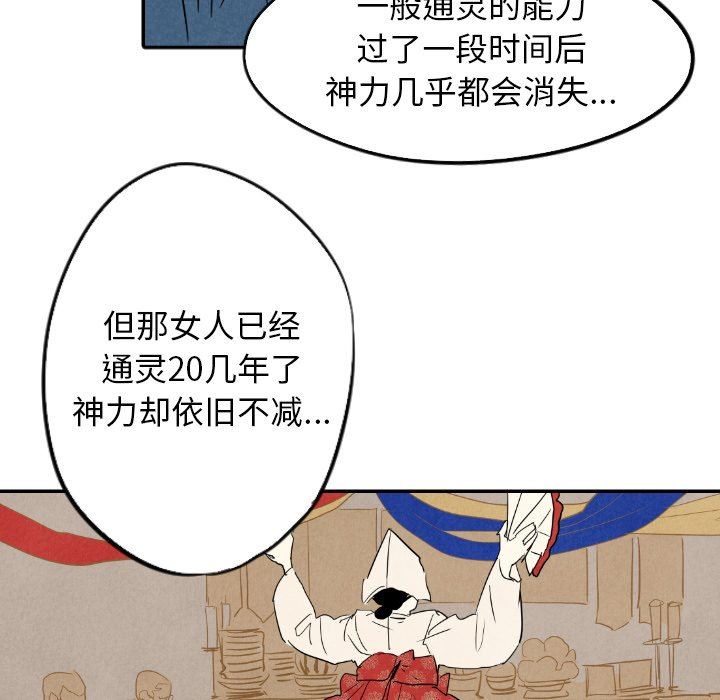 一般通灵的能力
过了一段时间后
神力几乎都会消失...
但那女人已经
通灵20几年了
神力却依旧不减...